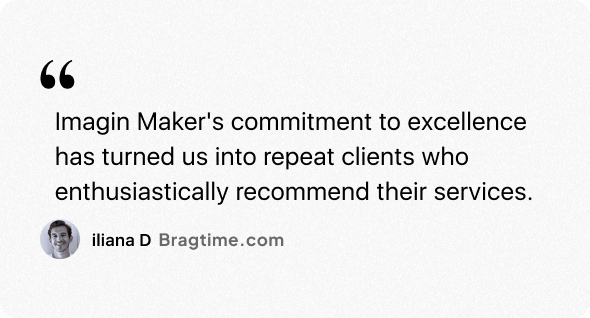 “
Imagin Maker's commitment to excellence
has turned us into repeat clients who
enthusiastically recommend their services.
iliana D Bragtime.com